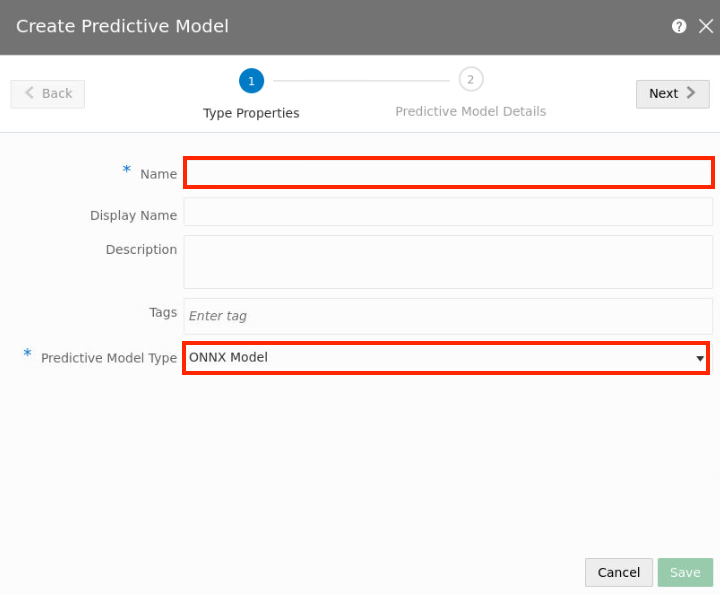 Create Predictive Model ?
Back 1 2 Next
Type Properties Predictive Model Details
* Name
Display Name
Description
Tags Enter tag
* Predictive Model Type ONNX Model
Cancel Save